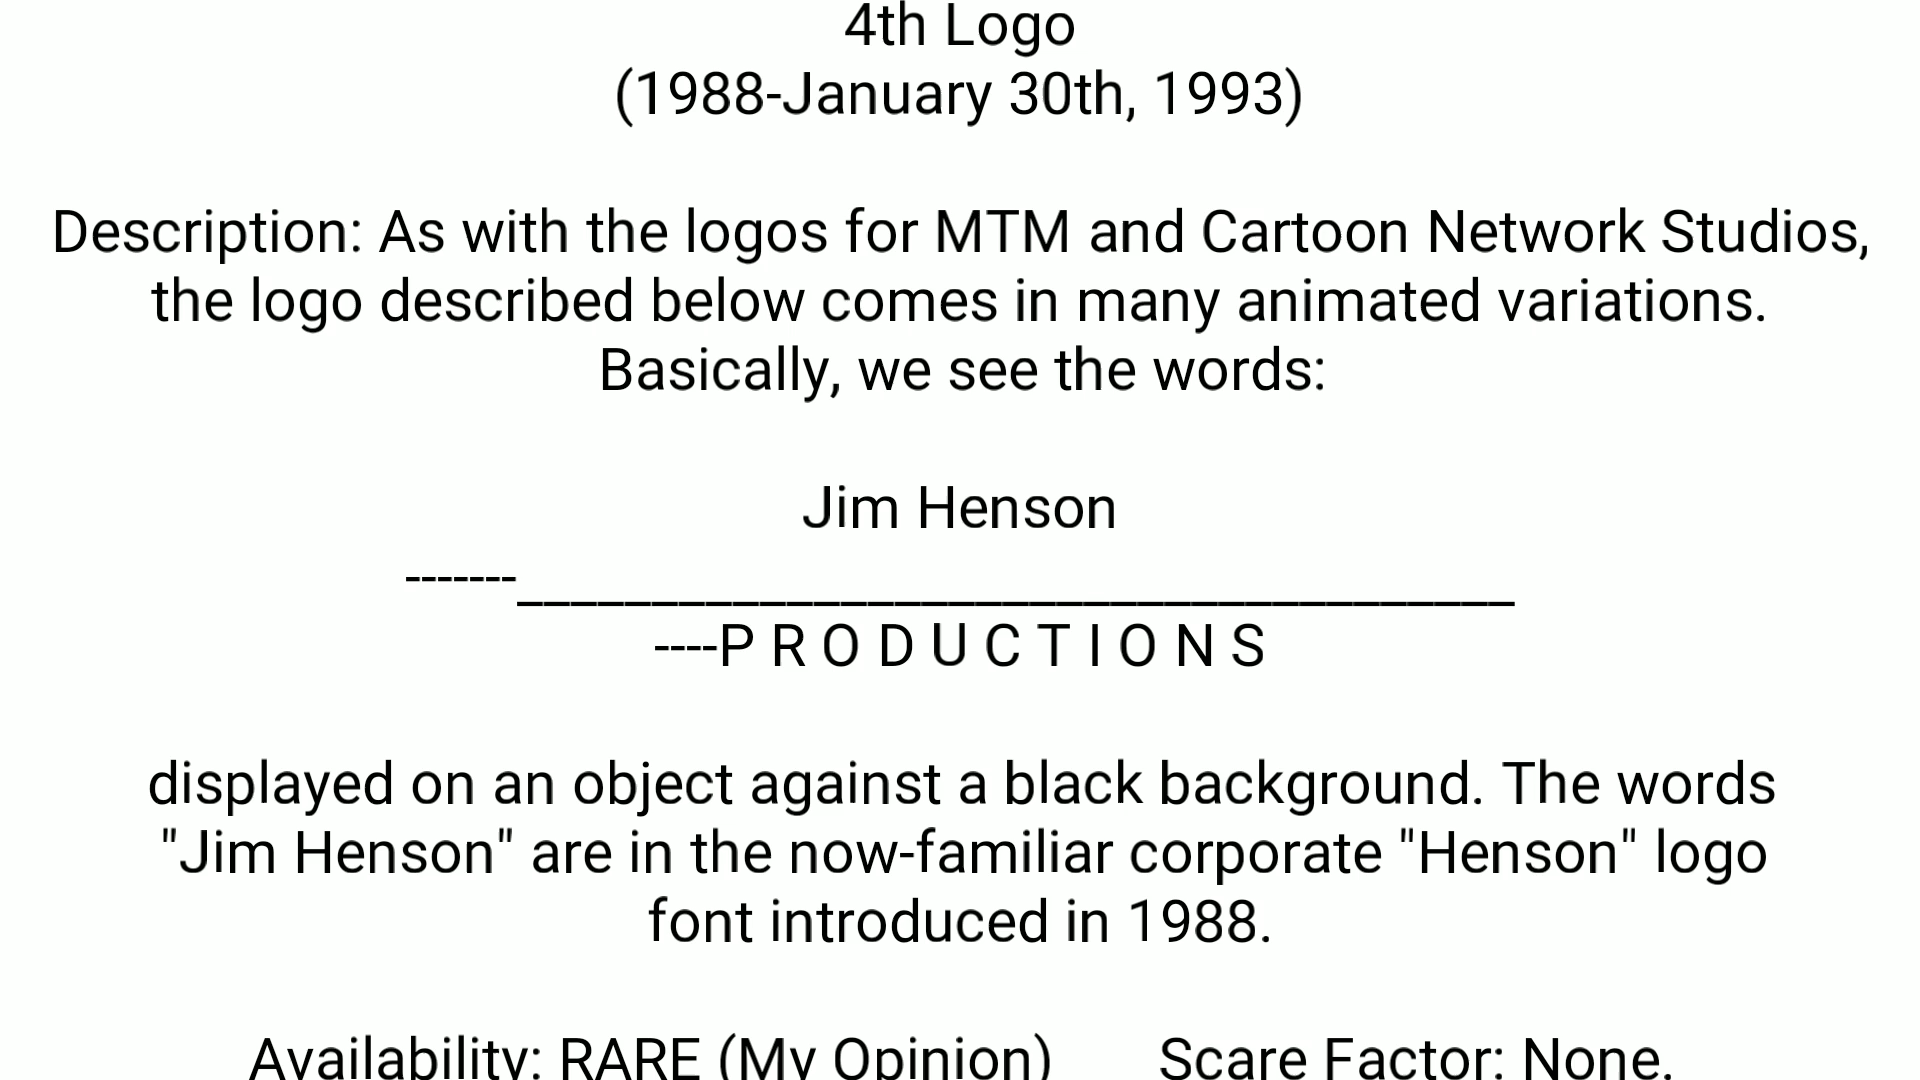 4th Logo
(1988-January 30th, 1993)
Description: As with the logos for MTM and Cartoon Network Studios,
the logo described below comes in many animated variations.
Basically, we see the words:
Jim Henson
-------_____________________________________
----P R O D U C T I O N S
displayed on an object against a black background. The words
"Jim Henson" are in the now-familiar corporate "Henson" logo
font introduced in 1988.
Availability: RARE (My Opinion) Scare Factor: None.